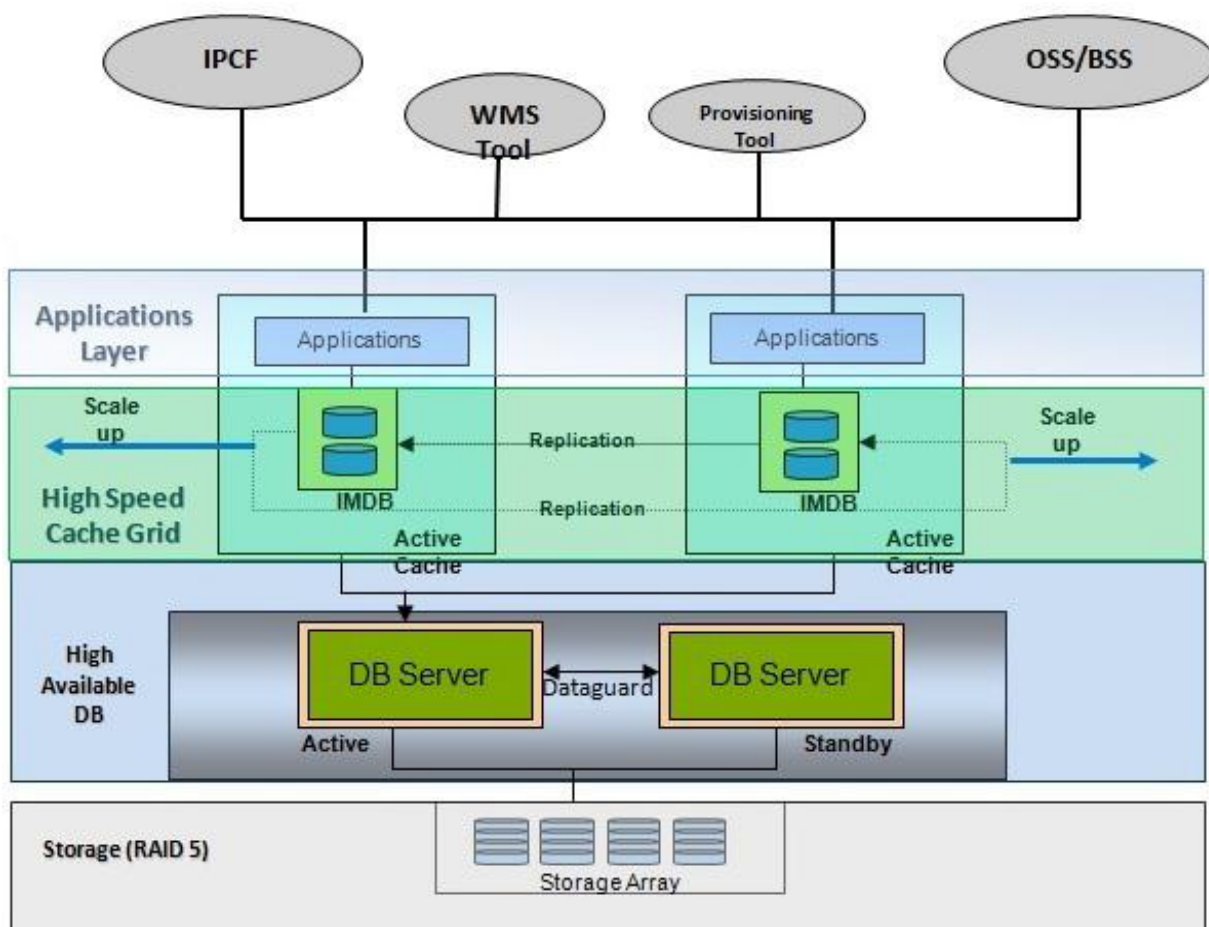 IPCF
OSS/BSS
WMS
Tool
Provisioning
Tool
Applications
Layer
Applications
Applications
Scale
up
Scale
up
Replication
High Speed
Cache Grid
IMDB
Replication
IMDB
Active
Cache
Active
Cache
High
Available
DB
DB Server
Dataguard
DB Server
Active
Standby
Storage (RAID 5)
Storage Array